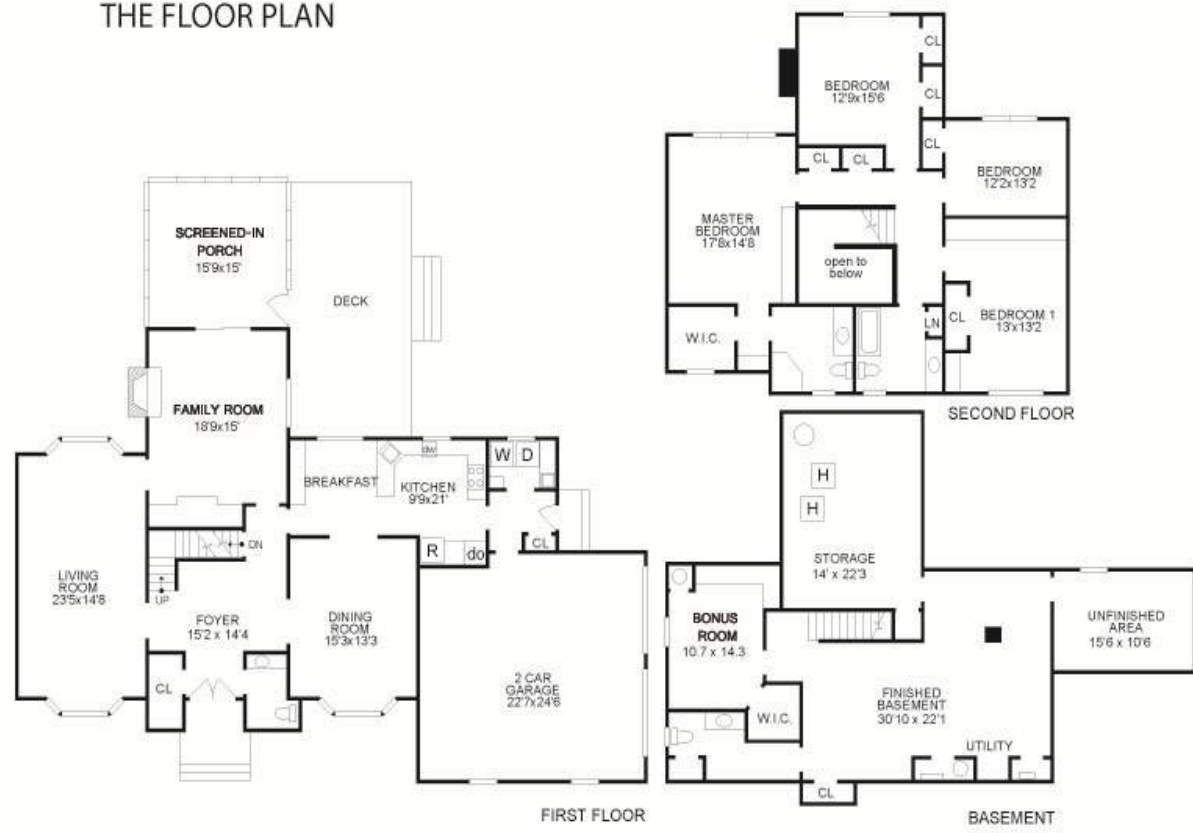 THE FLOOR PLAN
SCREENED-IN
PORCH
15'9x15'
DECK
FAMILY ROOM
18'9x15'
BREAKFAST
KITCHEN
9'9x21'
dw
W
D
R
do
CL
DN
UP
LIVING
ROOM
23'5x14'8
FOYER
15'2 x 14'4
DINING
ROOM
15'3x13'3
CL
2 CAR
GARAGE
22'7x24'6
FIRST FLOOR
BEDROOM
12'9x15'6
CL
CL
CL
CL
CL
BEDROOM
12'2x13'2
MASTER
BEDROOM
17'8x14'8
open to
below
W.I.C.
LN
CL
BEDROOM 1
13'x13'2
SECOND FLOOR
H
H
STORAGE
14' x 22'3
BONUS
ROOM
10.7 x 14.3
UNFINISHED
AREA
15'6 x 10'6
FINISHED
BASEMENT
30'10 x 22'1
W.I.C.
UTILITY
CL
BASEMENT